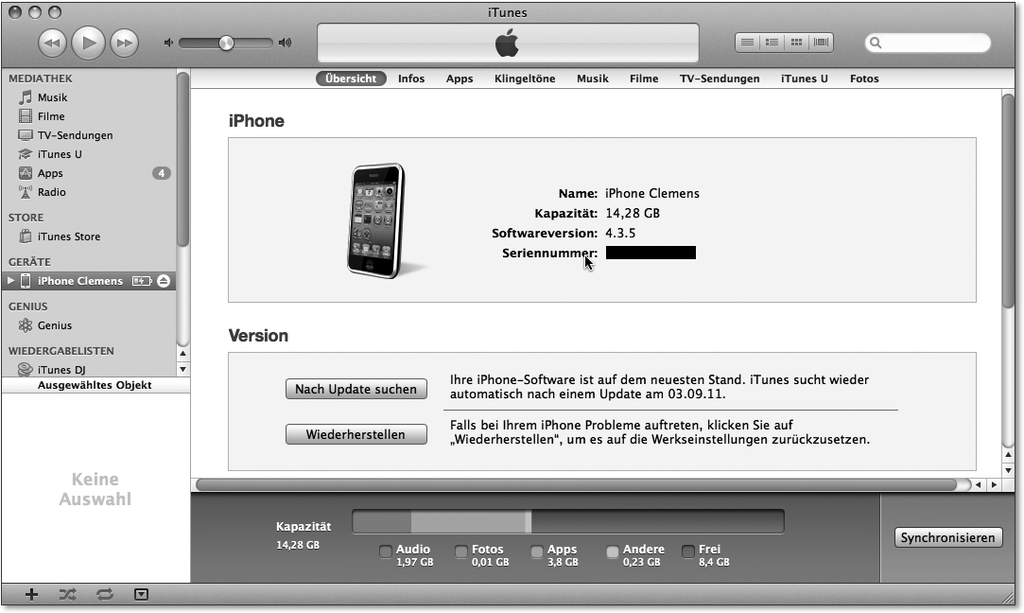 iTunes
Übersicht Infos Apps Klingeltöne Musik Filme TV-Sendungen iTunes U Fotos
MEDIATHEK
Musik
Filme
TV-Sendungen
iTunes U
Apps 4
Radio
STORE
iTunes Store
GERÄTE
iPhone Clemens
GENIUS
Genius
WIEDERGABELISTEN
iTunes DJ
Ausgewähltes Objekt
Keine
Auswahl
iPhone
Name: iPhone Clemens
Kapazität: 14,28 GB
Softwareversion: 4.3.5
Seriennummer:
Version
Nach Update suchen
Ihre iPhone-Software ist auf dem neuesten Stand. iTunes sucht wieder
automatisch nach einem Update am 03.09.11.
Wiederherstellen
Falls bei Ihrem iPhone Probleme auftreten, klicken Sie auf
„Wiederherstellen“, um es auf die Werkseinstellungen zurückzusetzen.
Kapazität
14,28 GB
Audio Fotos Apps Andere Frei
1,97 GB 0,01 GB 3,8 GB 0,23 GB 8,4 GB
Synchronisieren